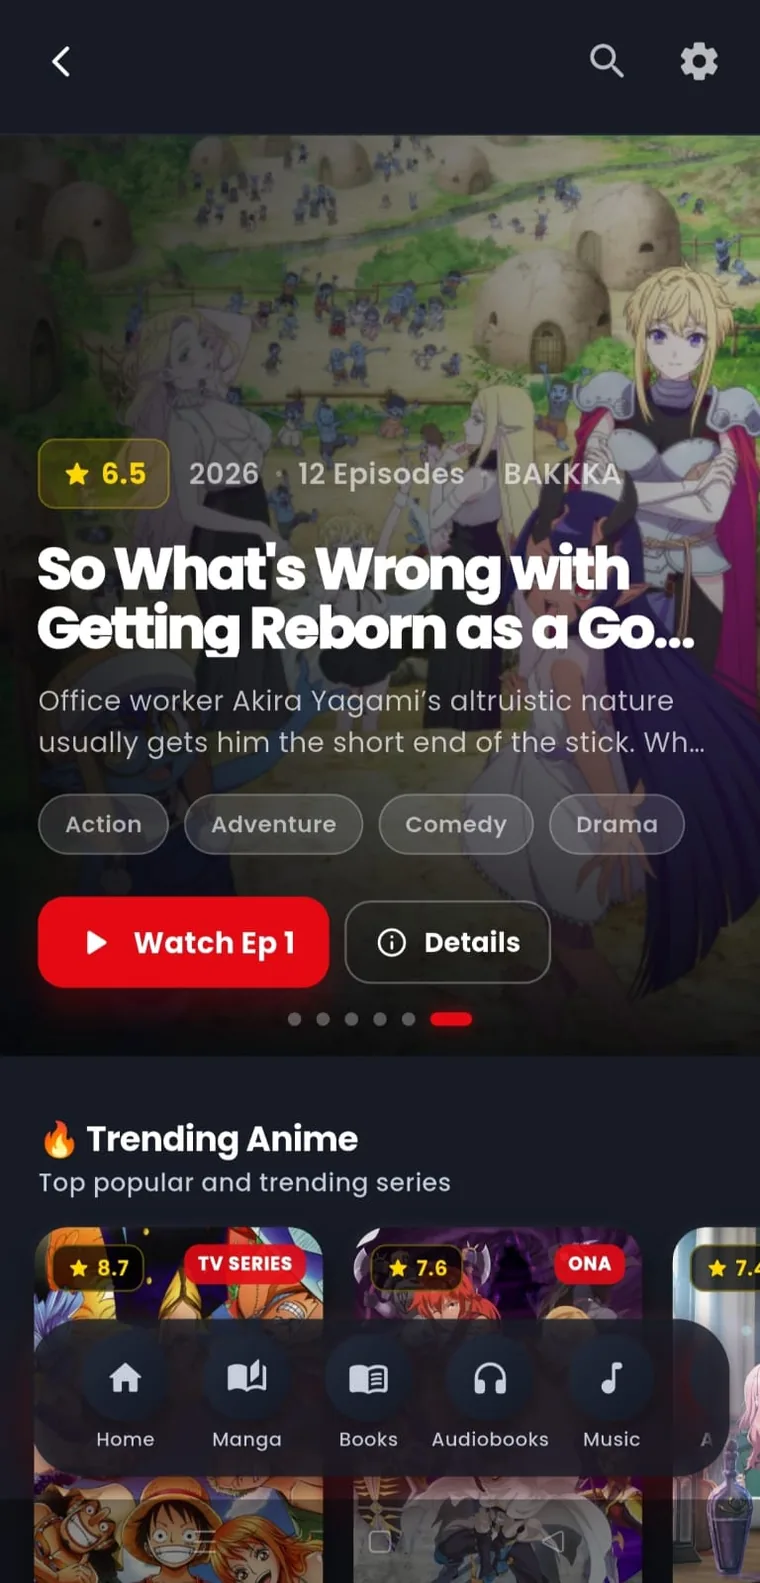 6.5 2026 • 12 Episodes • BAKKKA
So What's Wrong with
Getting Reborn as a Go...
Office worker Akira Yagami's altruistic nature
usually gets him the short end of the stick. Wh...
Action Adventure Comedy Drama
Watch Ep 1 Details
🔥 Trending Anime
Top popular and trending series
8.7 TV SERIES 7.6 ONA 7.4
Home Manga Books Audiobooks Music A